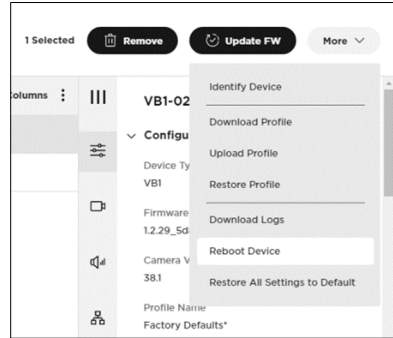 1 Selected
Remove
Update FW
More
Columns
VB1-02
Identify Device
Download Profile
Upload Profile
Restore Profile
Download Logs
Reboot Device
Restore All Settings to Default
Configu
Device Ty
VB1
Firmware
1.2.29_5d
Camera V
38.1
Profile Name
Factory Defaults*